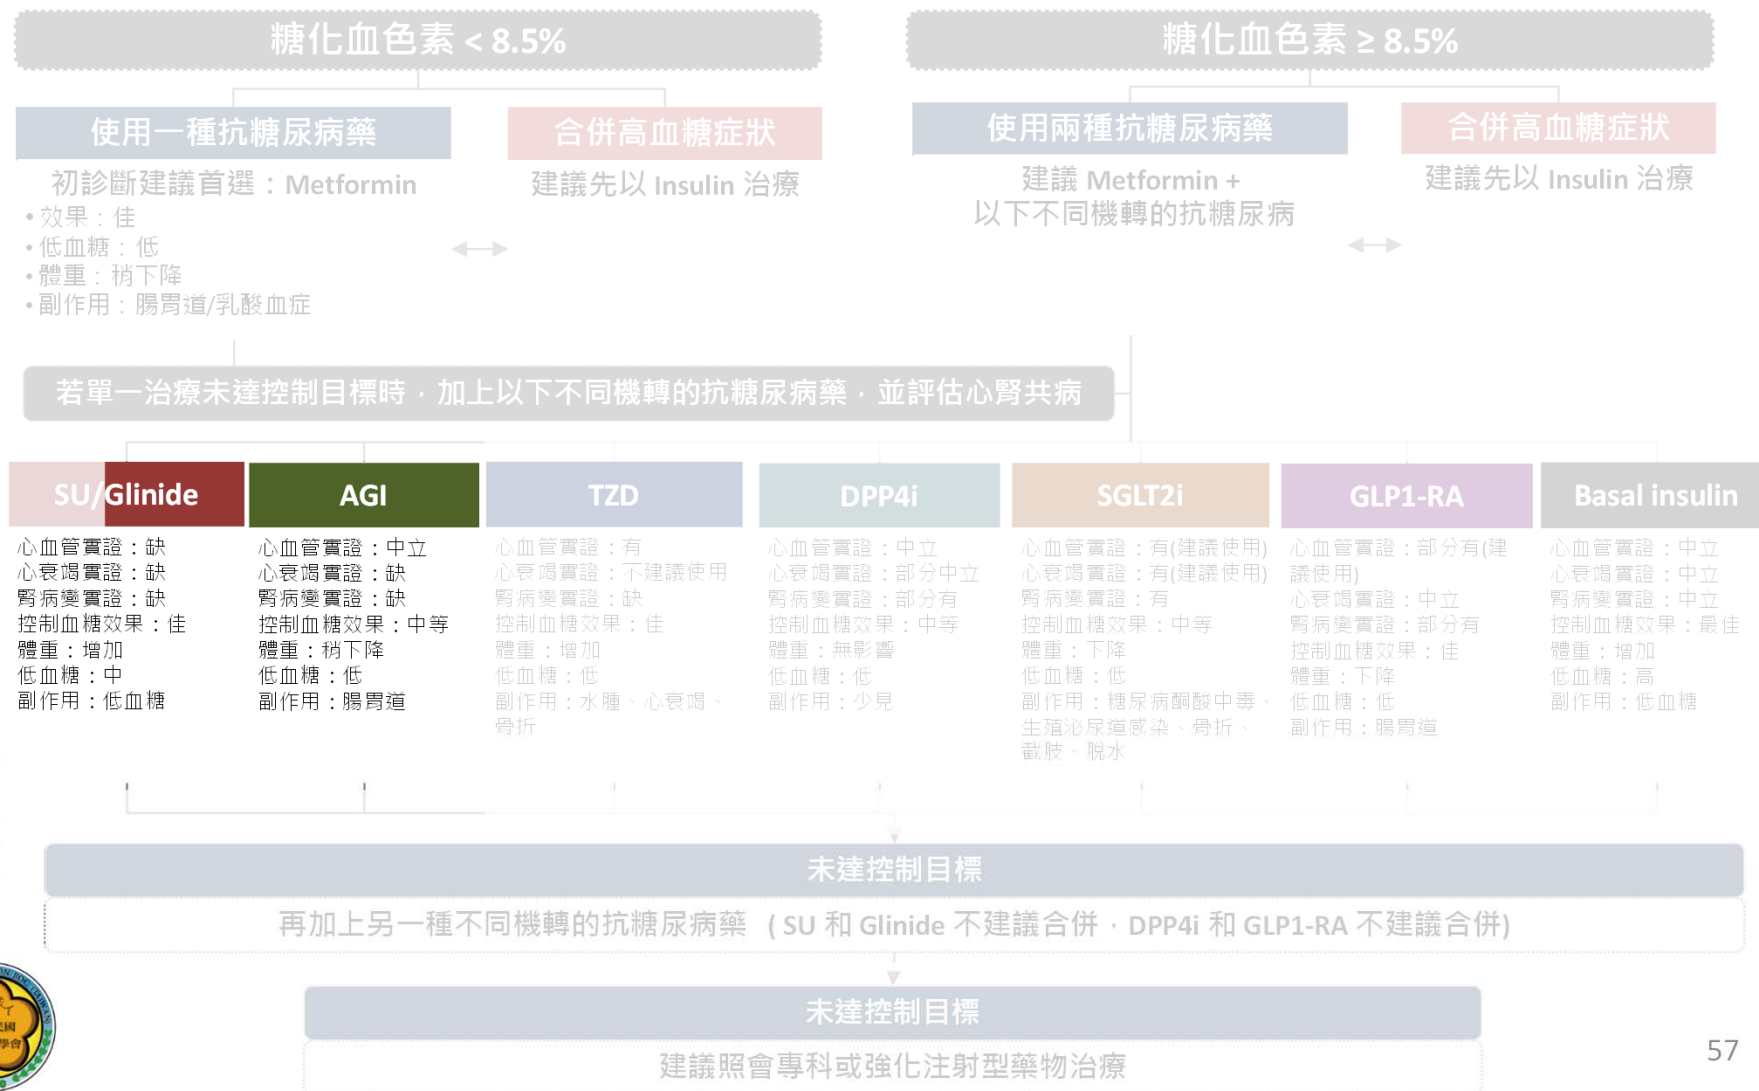 糖化血色素 < 8.5%
糖化血色素 ≥ 8.5%
使用一種抗糖尿病藥
合併高血糖症狀
使用兩種抗糖尿病藥
合併高血糖症狀
初診斷建議首選：Metformin
• 效果：佳
• 低血糖：低
• 體重：稍下降
• 副作用：腸胃道/乳酸血症
建議先以 Insulin 治療
建議 Metformin +
以下不同機轉的抗糖尿病
建議先以 Insulin 治療
若單一治療未達控制目標時，加上以下不同機轉的抗糖尿病藥，並評估心腎共病
SU/Glinide
心血管實證：缺
心衰竭實證：缺
腎病變實證：缺
控制血糖效果：佳
體重：增加
低血糖：中
副作用：低血糖
AGI
心血管實證：中立
心衰竭實證：缺
腎病變實證：缺
控制血糖效果：中等
體重：稍下降
低血糖：低
副作用：腸胃道
TZD
心血管實證：有
心衰竭實證：不建議使用
腎病變實證：缺
控制血糖效果：佳
體重：增加
低血糖：低
副作用：水腫、心衰竭、
骨折
DPP4i
心血管實證：中立
心衰竭實證：部分中立
腎病變實證：部分有
控制血糖效果：中等
體重：無影響
低血糖：低
副作用：少見
SGLT2i
心血管實證：有(建議使用)
心衰竭實證：有(建議使用)
腎病變實證：有
控制血糖效果：中等
體重：下降
低血糖：低
副作用：糖尿病酮酸中毒、
生殖泌尿道感染、骨折、
截肢、脫水
GLP1-RA
心血管實證：部分有(建
議使用)
心衰竭實證：中立
腎病變實證：部分有
控制血糖效果：佳
體重：下降
低血糖：低
副作用：腸胃道
Basal insulin
心血管實證：中立
心衰竭實證：中立
腎病變實證：中立
控制血糖效果：最佳
體重：增加
低血糖：高
副作用：低血糖
未達控制目標
再加上另一種不同機轉的抗糖尿病藥 ( SU 和 Glinide 不建議合併，DPP4i 和 GLP1-RA 不建議合併)
未達控制目標
建議照會專科或強化注射型藥物治療
57